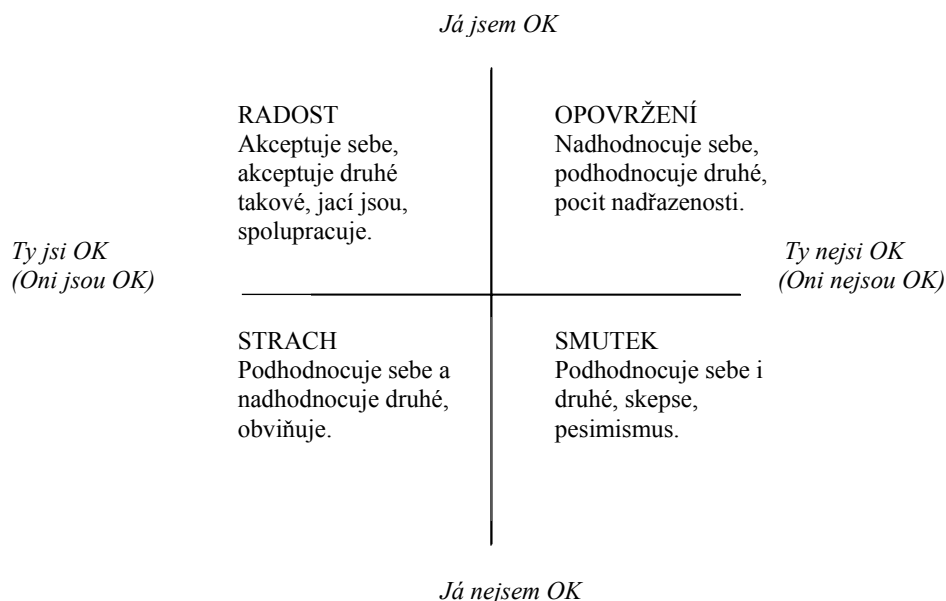 Já jsem OK
RADOST
Akceptuje sebe,
akceptuje druhé
takové, jací jsou,
spolupracuje.
OPOVRŽENÍ
Nadhodnocuje sebe,
podhodnocuje druhé,
pocit nadřazenosti.
Ty jsi OK
(Oni jsou OK)
Ty nejsi OK
(Oni nejsou OK)
STRACH
Podhodnocuje sebe a
nadhodnocuje druhé,
obviňuje.
SMUTEK
Podhodnocuje sebe i
druhé, skepse,
pesimismus.
Já nejsem OK